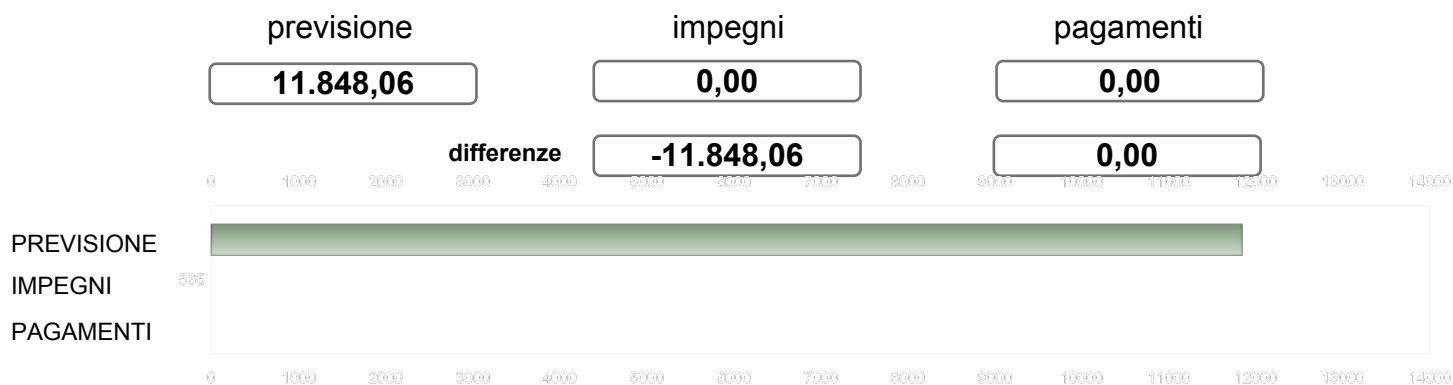 previsione impegni pagamenti
11.848,06 0,00 0,00
differenze -11.848,06 0,00
0 1000 2000 3000 4000 5000 6000 7000 8000 9000 10000 11000 12000 13000 14000
PREVISIONE
IMPEGNI
PAGAMENTI
0 1000 2000 3000 4000 5000 6000 7000 8000 9000 10000 11000 12000 13000 14000